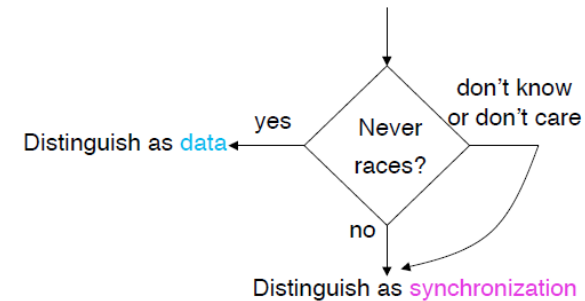 don't know
or don't care
yes
Never
races?
Distinguish as data
no
Distinguish as synchronization